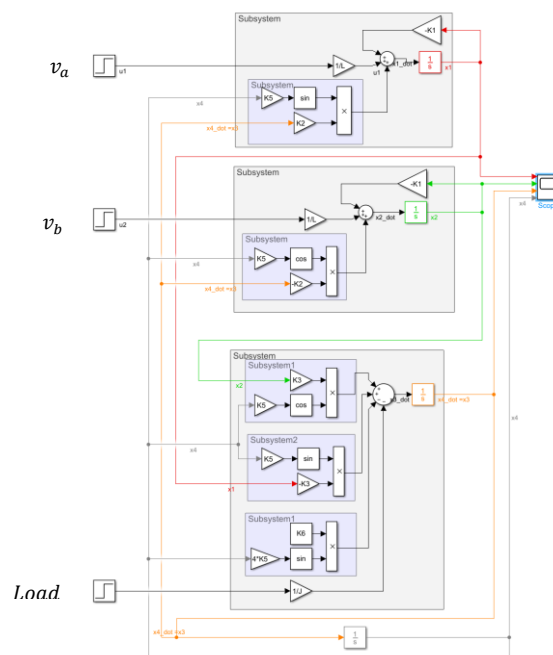 Subsystem
-K1
v_a
u1
1/L
u1
x1_dot
1/s
x1
Subsystem
K5
sin
K2
×
x4
x4_dot =x3
Subsystem
-K1
Scope
x4
v_b
u2
1/L
x2_dot
1/s
x2
Subsystem
K5
cos
-K2
×
x4
x4_dot =x3
Subsystem
Subsystem1
K3
K5
cos
×
x2
x3_dot
1/s
x4_dot =x3
x4
x4
Subsystem2
K5
sin
-K3
×
x1
Subsystem1
K6
4*K5
sin
×
Load
1/J
x4_dot =x3
1/s